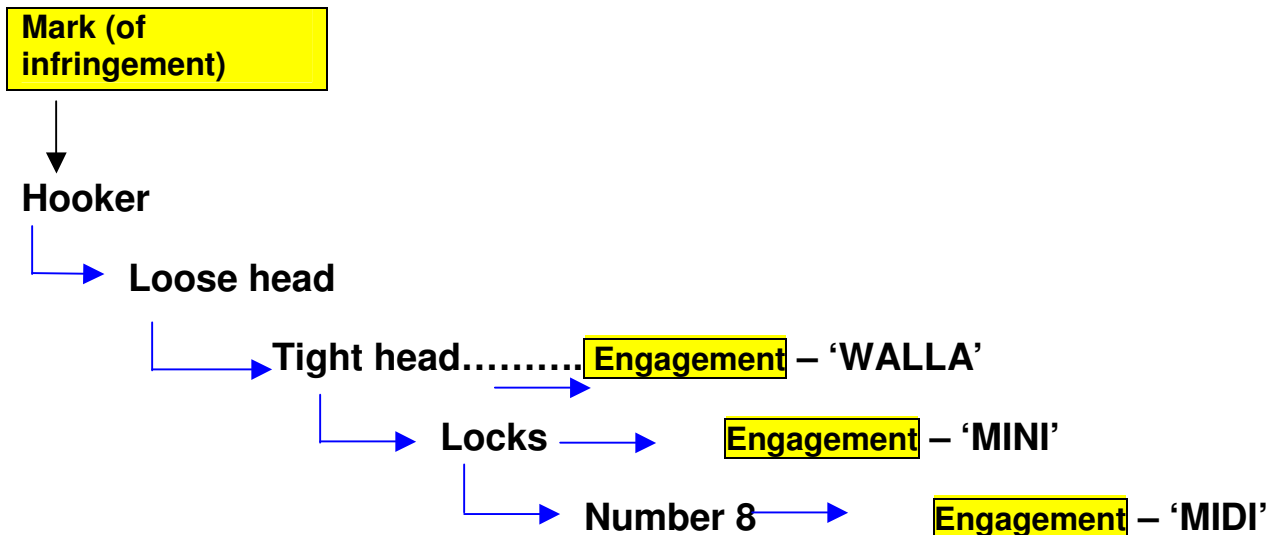 Mark (of
infringement)
Hooker
Loose head
Tight head………. Engagement – ‘WALLA’
Locks Engagement – ‘MINI’
Number 8 Engagement – ‘MIDI’